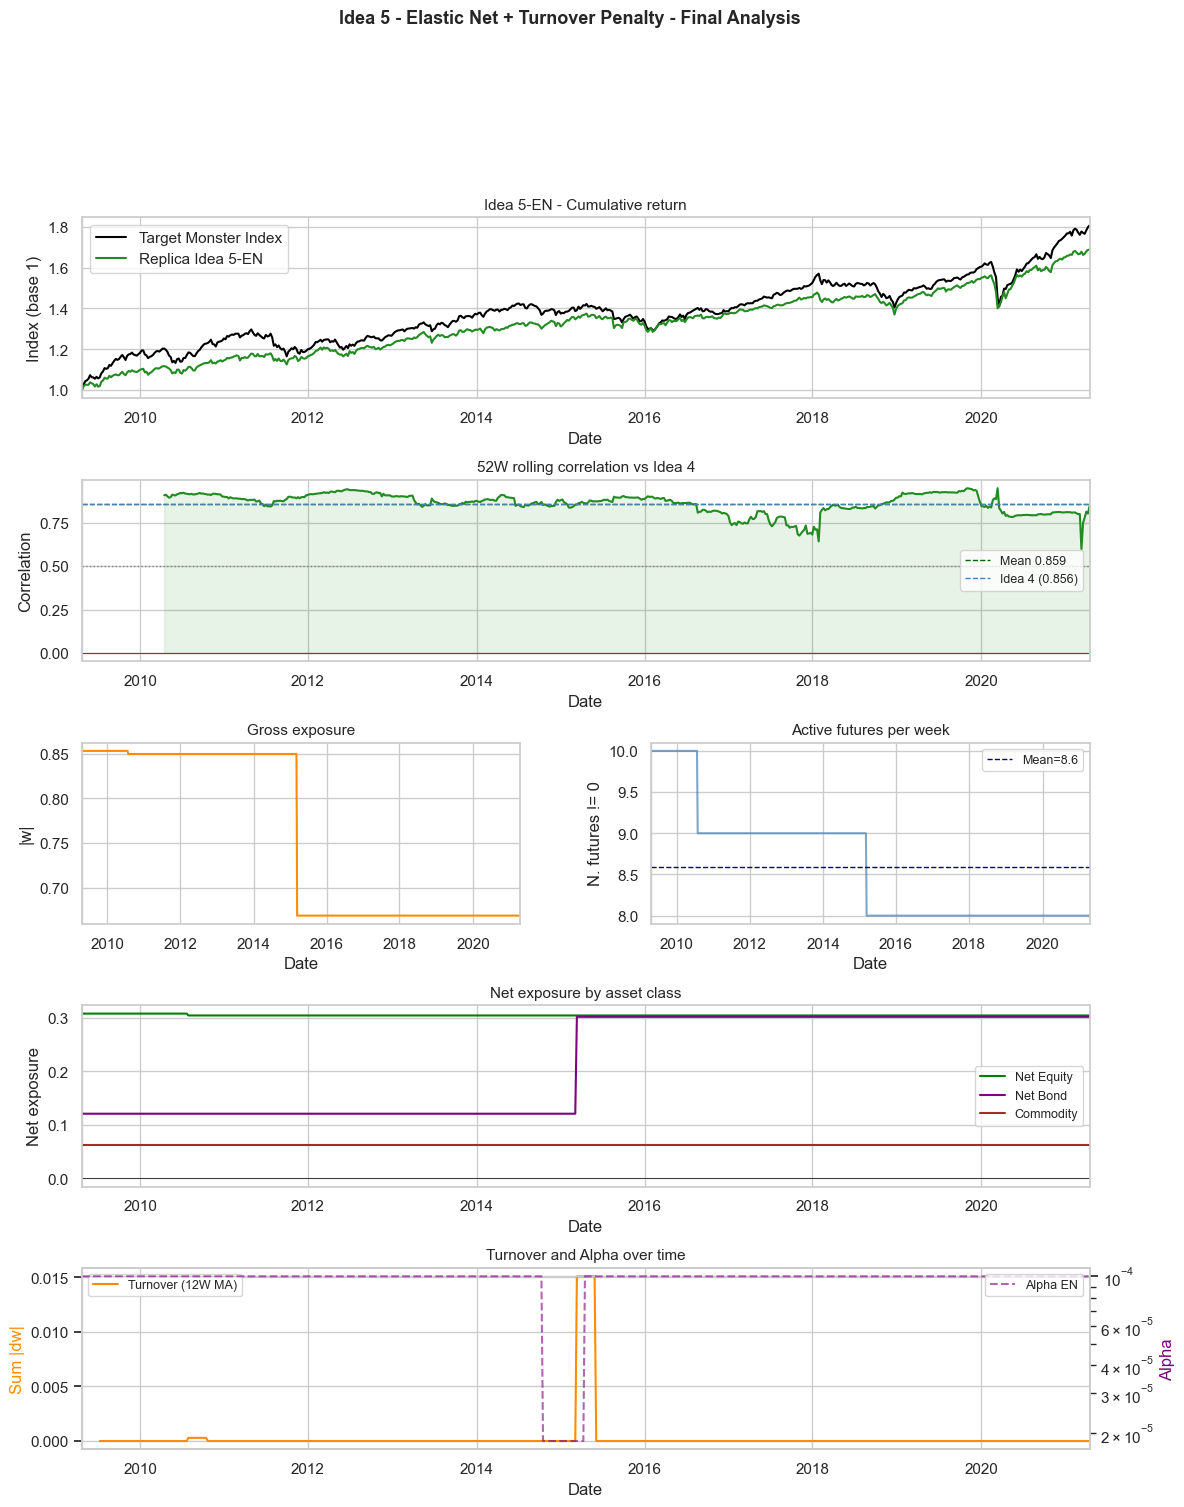 Idea 5 - Elastic Net + Turnover Penalty - Final Analysis
Idea 5-EN - Cumulative return
Index (base 1)
1.8
1.6
1.4
1.2
1.0
Target Monster Index
Replica Idea 5-EN
2010 2012 2014 2016 2018 2020
Date
52W rolling correlation vs Idea 4
Correlation
0.75
0.50
0.25
0.00
Mean 0.859
Idea 4 (0.856)
2010 2012 2014 2016 2018 2020
Date
Gross exposure
|w|
0.85
0.80
0.75
0.70
2010 2012 2014 2016 2018 2020
Date
Active futures per week
N. futures != 0
10.0
9.5
9.0
8.5
8.0
Mean=8.6
2010 2012 2014 2016 2018 2020
Date
Net exposure by asset class
Net exposure
0.3
0.2
0.1
0.0
Net Equity
Net Bond
Commodity
2010 2012 2014 2016 2018 2020
Date
Turnover and Alpha over time
Sum |dw|
0.015
0.010
0.005
0.000
Turnover (12W MA)
Alpha EN
10⁻⁴
6 × 10⁻⁵
4 × 10⁻⁵
3 × 10⁻⁵
2 × 10⁻⁵
Alpha
2010 2012 2014 2016 2018 2020
Date